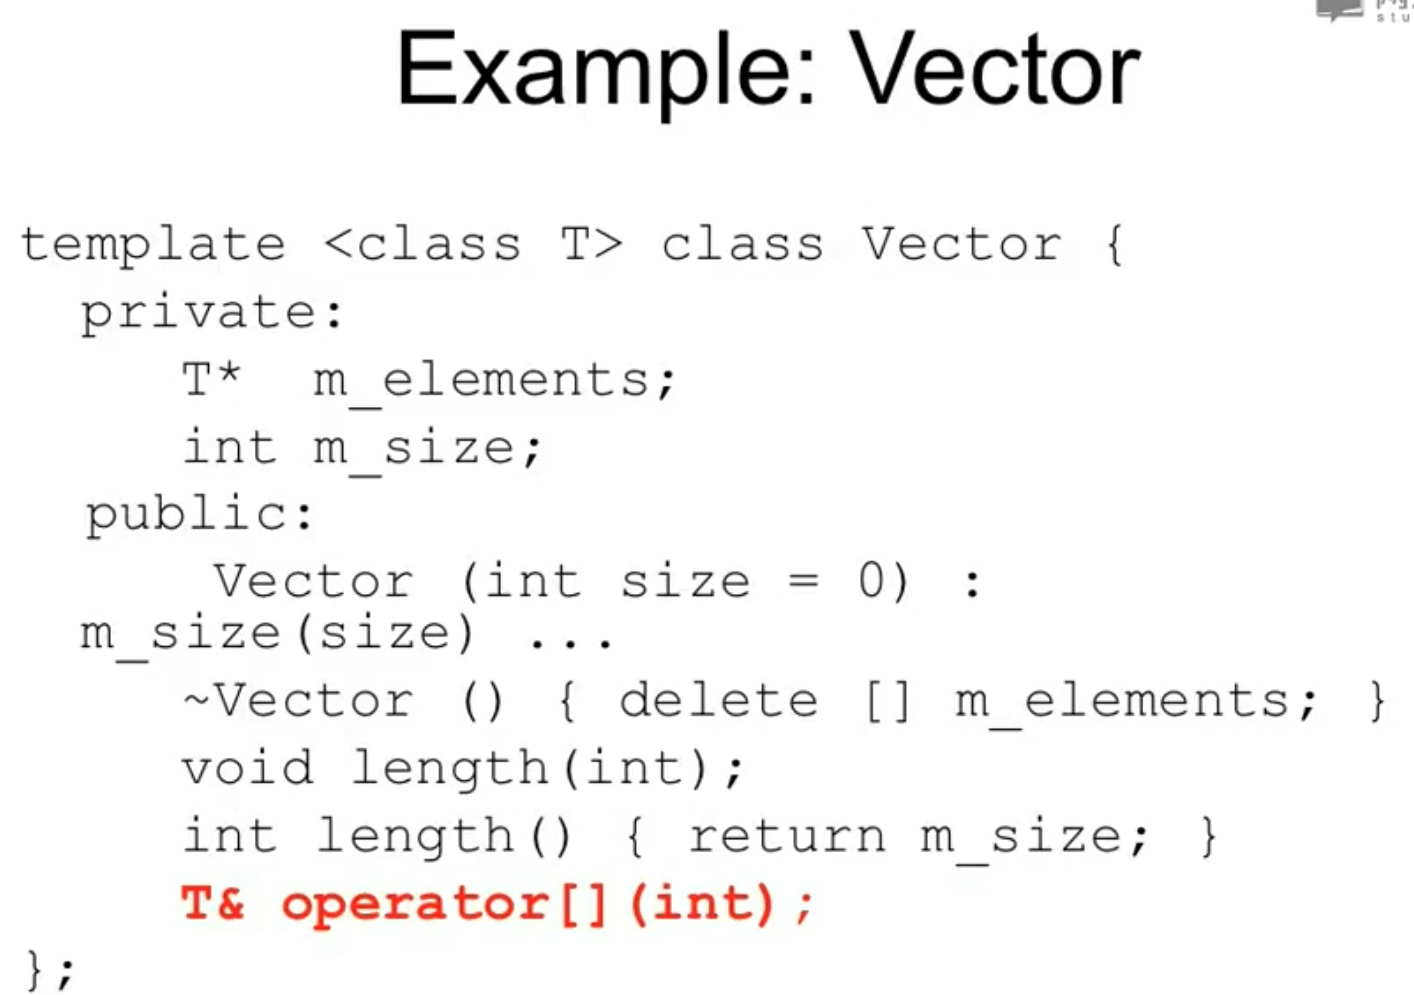 Example: Vector
template <class T> class Vector {
private:
T* m_elements;
int m_size;
public:
Vector (int size = 0) :
m_size(size) ...
~Vector () { delete [] m_elements; }
void length(int);
int length() { return m_size; }
T& operator[](int);
};